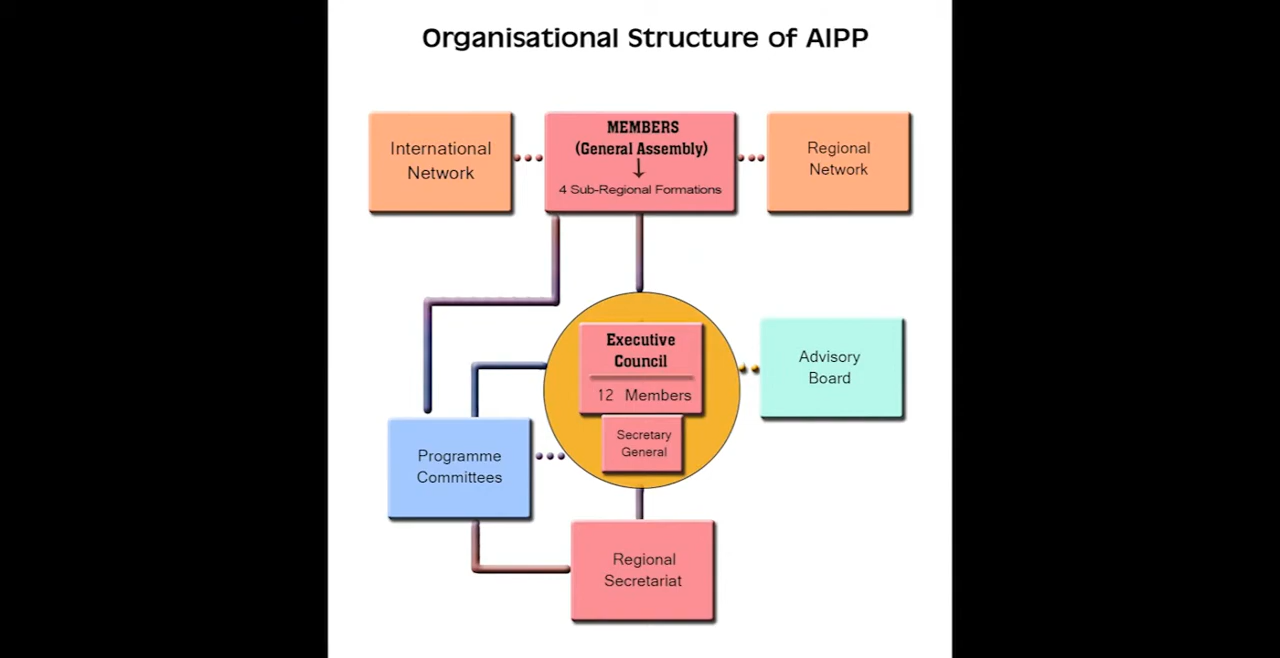 Organisational Structure of AIPP
International
Network
MEMBERS
(General Assembly)
4 Sub-Regional Formations
Regional
Network
Executive
Council
12 Members
Secretary
General
Advisory
Board
Programme
Committees
Regional
Secretariat